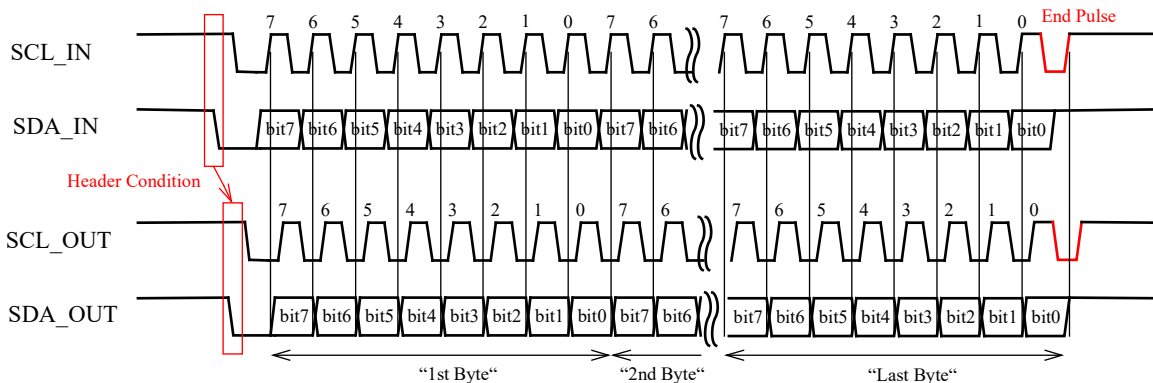 7 6 5 4 3 2 1 0 7 6 7 6 5 4 3 2 1 0 End Pulse
SCL_IN
SDA_IN bit7 bit6 bit5 bit4 bit3 bit2 bit1 bit0 bit7 bit6 bit7 bit6 bit5 bit4 bit3 bit2 bit1 bit0
Header Condition
7 6 5 4 3 2 1 0 7 6 7 6 5 4 3 2 1 0
SCL_OUT
SDA_OUT bit7 bit6 bit5 bit4 bit3 bit2 bit1 bit0 bit7 bit6 bit7 bit6 bit5 bit4 bit3 bit2 bit1 bit0
“1st Byte“ “2nd Byte“ “Last Byte“